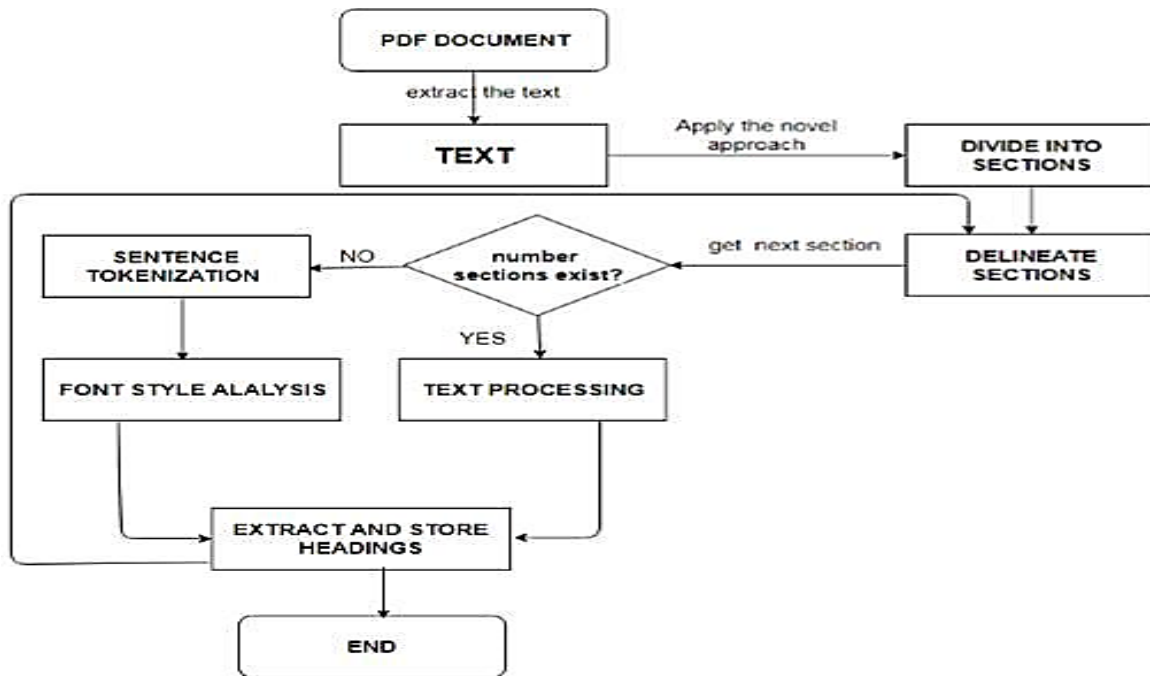 PDF DOCUMENT
extract the text
TEXT
Apply the novel
approach
DIVIDE INTO
SECTIONS
DELINEATE
SECTIONS
get next section
number
sections exist?
NO
SENTENCE
TOKENIZATION
YES
FONT STYLE ALALYSIS
TEXT PROCESSING
EXTRACT AND STORE
HEADINGS
END